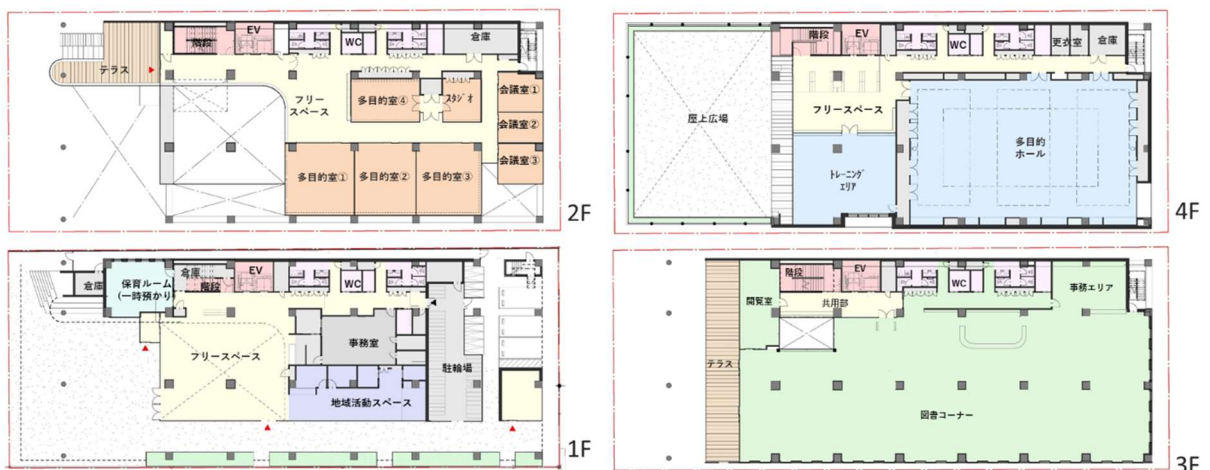 テラス
階段
EV
WC
倉庫
フリー
スペース
多目的室④
スタジオ
会議室①
会議室②
会議室③
多目的室①
多目的室②
多目的室③
2F
階段
EV
WC
更衣室
倉庫
フリースペース
屋上広場
トレーニング
エリア
多目的
ホール
4F
倉庫
保育ルーム
(一時預かり)
倉庫
階段
EV
WC
フリースペース
事務室
駐輪場
地域活動スペース
1F
階段
EV
WC
事務エリア
閲覧室
共用部
テラス
図書コーナー
3F